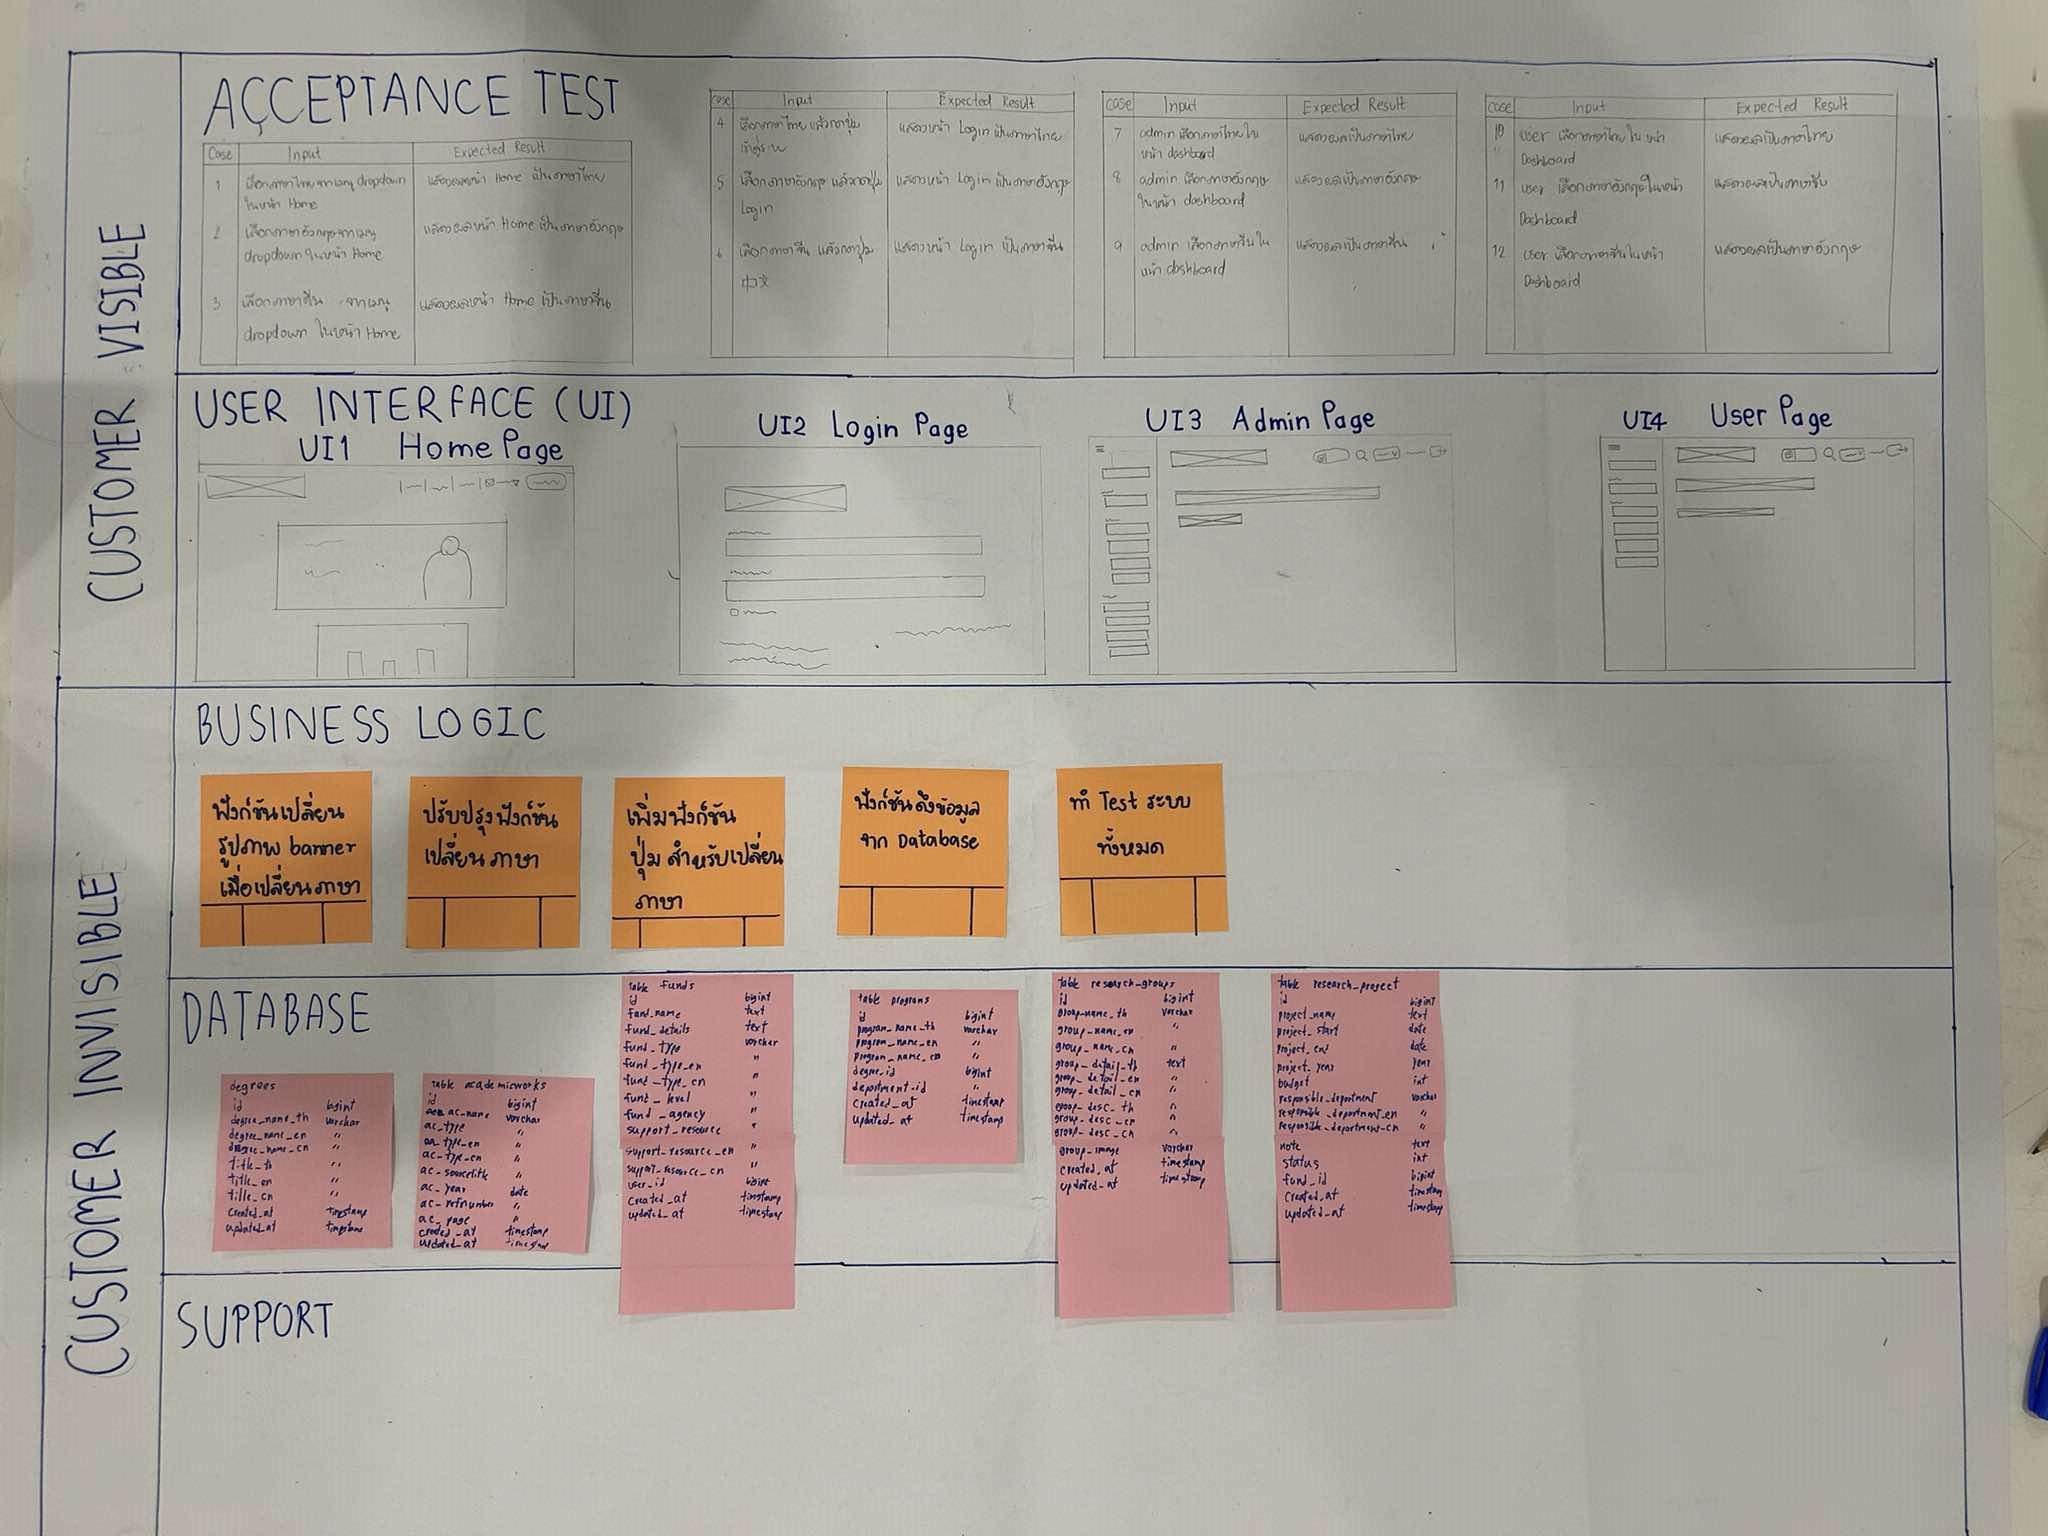 CUSTOMER VISIBLE
ACCEPTANCE TEST
Case Input Expected Result
1 เลือกภาษาไทยจากเมนู dropdown แสดงผลหน้า Home เป็นภาษาไทย
ในหน้า Home
2 เลือกภาษาอังกฤษจากเมนู แสดงผลหน้า Home เป็นภาษาอังกฤษ
dropdown ในหน้า Home
3 เลือกภาษาจีน จากเมนู แสดงผลหน้า Home เป็นภาษาจีน
dropdown ในหน้า Home
case Input Expected Result
4 เลือกภาษาไทย แล้วกดปุ่ม แสดงหน้า Login เป็นภาษาไทย
เข้าสู่ระบบ
5 เลือกภาษาอังกฤษ แล้วกดปุ่ม แสดงหน้า Login เป็นภาษาอังกฤษ
Login
6 เลือกภาษาจีน แล้วกดปุ่ม แสดงหน้า Login เป็นภาษาจีน
中文
case Input Expected Result
7 admin เลือกภาษาไทยใน แสดงผลเป็นภาษาไทย
หน้า dashboard
8 admin เลือกภาษาอังกฤษ แสดงผลเป็นภาษาอังกฤษ
ในหน้า dashboard
9 admin เลือกภาษาจีนใน แสดงผลเป็นภาษาจีน
หน้า dashboard
case Input Expected Result
10 user เลือกภาษาไทยใน หน้า แสดงผลเป็นภาษาไทย
Dashboard
11 user เลือกภาษาอังกฤษในหน้า แสดงผลเป็นภาษาจีน
Dashboard
12 user เลือกภาษาจีนในหน้า แสดงผลเป็นภาษาอังกฤษ
Dashboard
USER INTERFACE (UI)
UI1 Home Page
UI2 Login Page
UI3 Admin Page
UI4 User Page
CUSTOMER INVISIBLE
BUSINESS LOGIC
ฟังก์ชันเปลี่ยน
รูปภาพ banner
เมื่อเปลี่ยนภาษา
ปรับปรุงฟังก์ชัน
เปลี่ยนภาษา
เพิ่มฟังก์ชัน
ปุ่มสำหรับเปลี่ยน
ภาษา
ฟังก์ชันดึงข้อมูล
จาก Database
ทำ Test ระบบ
ทั้งหมด
DATABASE
degrees
id bigint
degree_name_th varchar
degree_name_en "
degree_name_cn "
title_th "
title_en "
title_cn "
created_at timestamp
updated_at timestamp
table academicworks
id bigint
ac_name varchar
ac_type "
ac_type_en "
ac_type_cn "
ac_sourcetitle "
ac_year date
ac_refnumber "
ac_page "
created_at timestamp
updated_at timestamp
table funds
id bigint
fund_name text
fund_details text
fund_type varchar
fund_type_en "
fund_type_cn "
fund_level "
fund_agency "
support_resource "
support_resource_en "
support_resource_cn "
user_id bigint
created_at timestamp
updated_at timestamp
table programs
id bigint
program_name_th varchar
program_name_en "
program_name_cn "
degree_id bigint
department_id "
created_at timestamp
updated_at timestamp
table research_groups
id bigint
group_name_th varchar
group_name_en "
group_name_cn "
group_detail_th text
group_detail_en "
group_detail_cn "
group_desc_th "
group_desc_en "
group_desc_cn "
group_image varchar
created_at timestamp
updated_at timestamp
table research_project
id bigint
project_name text
project_start date
project_end date
project_year year
budget int
responsible_department varchar
responsible_department_en "
responsible_department_cn "
note text
status int
fund_id bigint
created_at timestamp
updated_at timestamp
SUPPORT